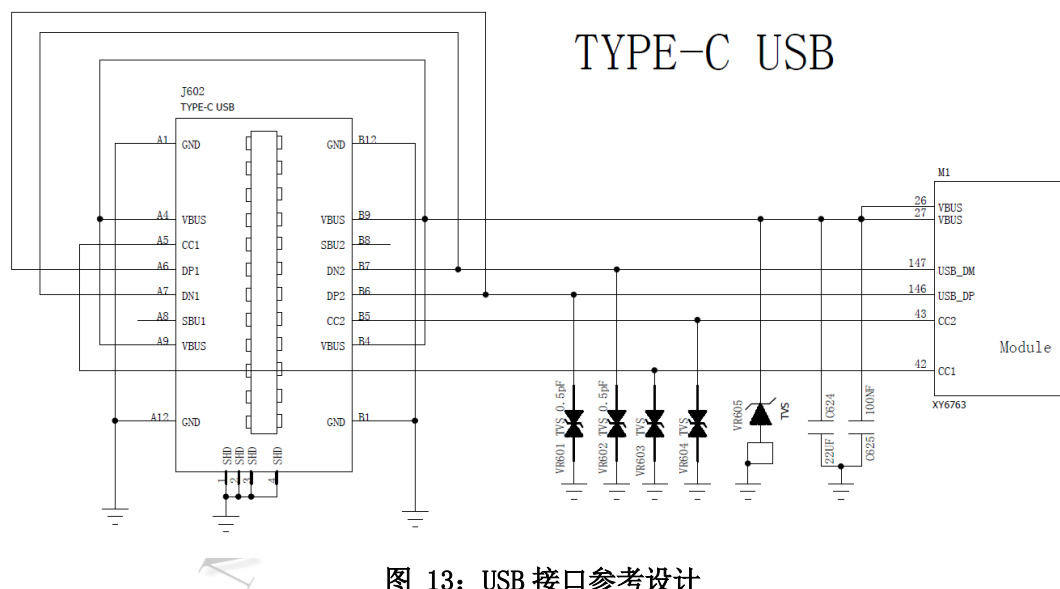 TYPE-C USB
J602
TYPE-C USB
A1 GND GND B12
A4 VBUS VBUS B9
A5 CC1 SBU2 B8
A6 DP1 DN2 B7
A7 DN1 DP2 B6
A8 SBU1 CC2 B5
A9 VBUS VBUS B4
A12 GND GND B1
SHD SHD SHD SHD
1 2 3 4
M1
26 VBUS
27 VBUS
147 USB_DM
146 USB_DP
43 CC2
42 CC1
Module
XY6763
VR601 TVS 0.5pF
VR602 TVS 0.5pF
VR603 TVS
VR604 TVS
VR605 TVS
22UF C624
C625 100NF
图 13：USB 接口参考设计